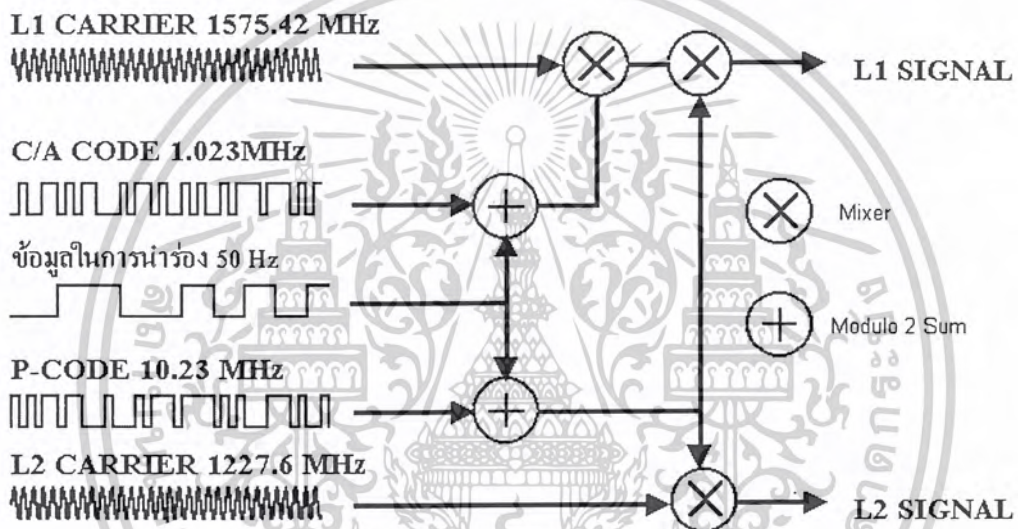 L1 CARRIER 1575.42 MHz
L1 SIGNAL
C/A CODE 1.023MHz
Mixer
ข้อมูลในการนำร่อง 50 Hz
Modulo 2 Sum
P-CODE 10.23 MHz
L2 CARRIER 1227.6 MHz
L2 SIGNAL